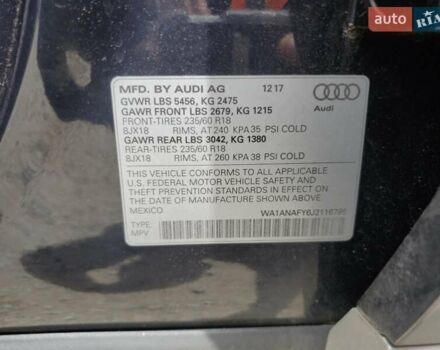 auto
RIA
MFD. BY AUDI AG 12 17
GVWR LBS 5456, KG 2475
GAWR FRONT LBS 2679, KG 1215
FRONT-TIRES 235/60 R18
8JX18 RIMS, AT 240 KPA 35 PSI COLD
GAWR REAR LBS 3042, KG 1380
REAR-TIRES 235/60 R18
8JX18 RIMS, AT 260 KPA 38 PSI COLD
Audi
THIS VEHICLE CONFORMS TO ALL APPLICABLE
U.S. FEDERAL MOTOR VEHICLE SAFETY AND
THEFT PREVENTION STANDARDS IN EFFECT ON
THE DATE OF MANUFACTURE SHOWN ABOVE.
MEXICO
TYPE:
MPV